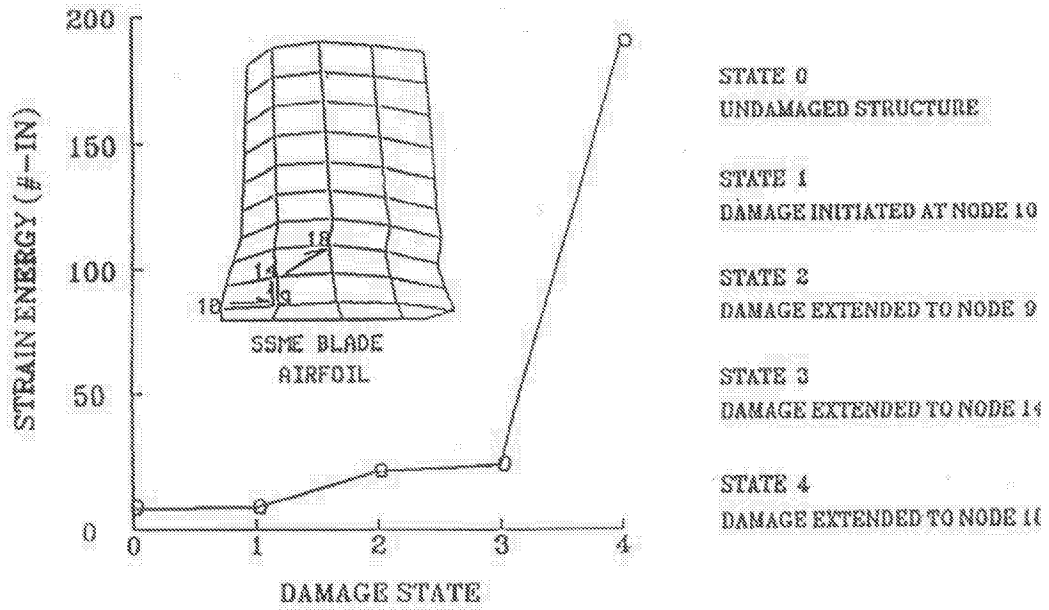 STRAIN ENERGY (#-IN)
200
150
100
50
0
0 1 2 3 4
DAMAGE STATE
18
14
9
10
SSME BLADE
AIRFOIL
STATE 0
UNDAMAGED STRUCTURE
STATE 1
DAMAGE INITIATED AT NODE 10
STATE 2
DAMAGE EXTENDED TO NODE 9
STATE 3
DAMAGE EXTENDED TO NODE 14
STATE 4
DAMAGE EXTENDED TO NODE